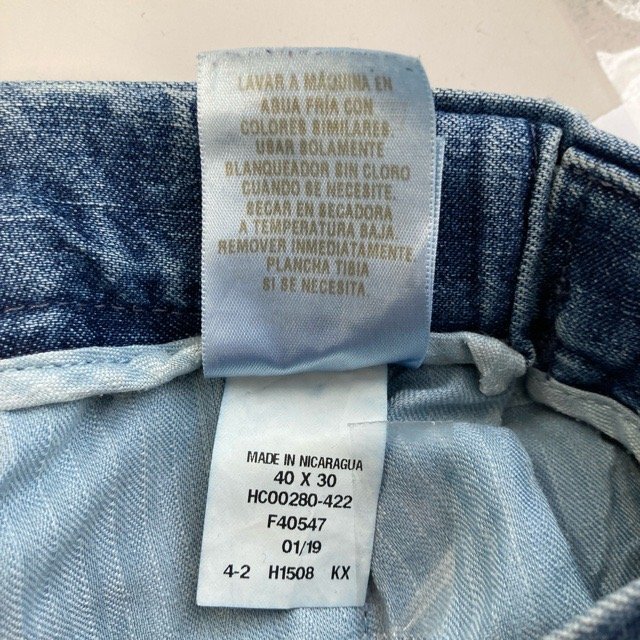 LAVAR A MÁQUINA EN
AGUA FRÍA CON
COLORES SIMILARES.
USAR SOLAMENTE
BLANQUEADOR SIN CLORO
CUANDO SE NECESITE.
SECAR EN SECADORA
A TEMPERATURA BAJA
REMOVER INMEDIATAMENTE.
PLANCHA TIBIA
SI SE NECESITA.
MADE IN NICARAGUA
40 X 30
HC00280-422
F40547
01/19
4-2 H1508 KX